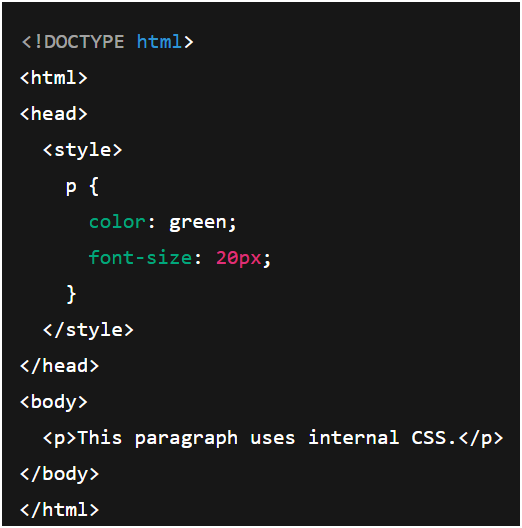 <!DOCTYPE html>
<html>
<head>
  <style>
    p {
      color: green;
      font-size: 20px;
    }
  </style>
</head>
<body>
  <p>This paragraph uses internal CSS.</p>
</body>
</html>